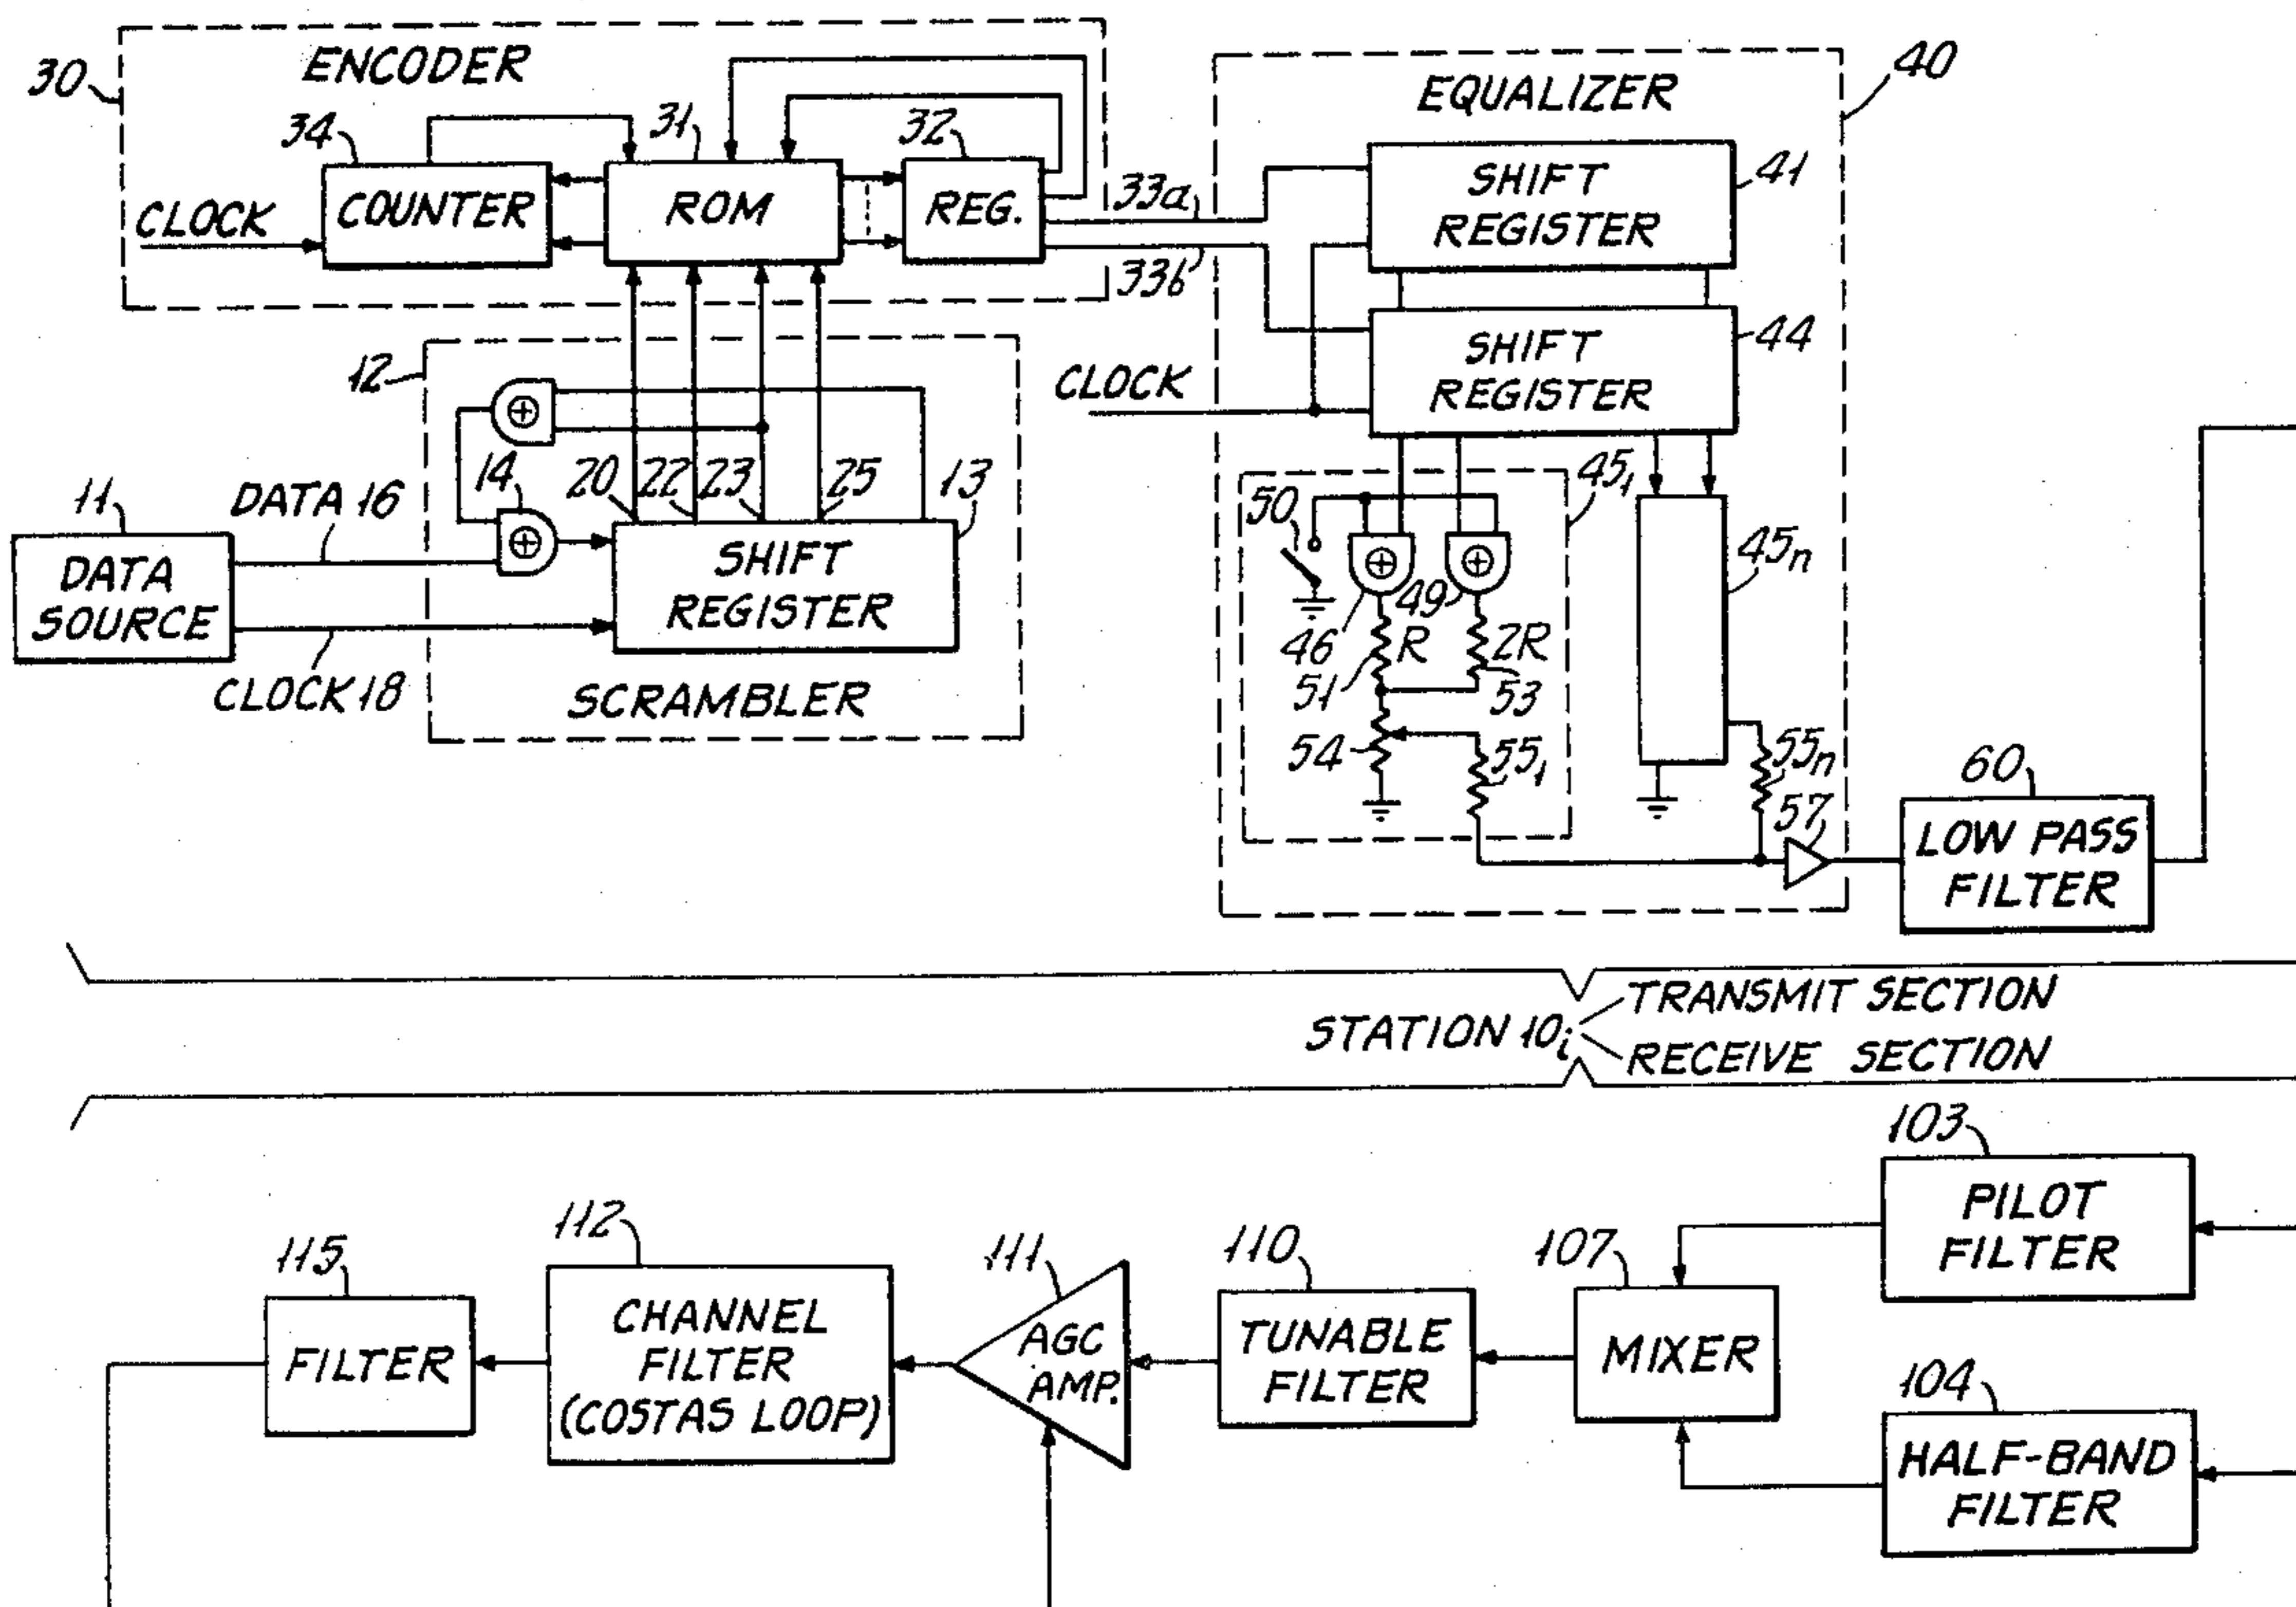 30
ENCODER
34
31
32
CLOCK
COUNTER
ROM
REG.
33a
33b
40
EQUALIZER
SHIFT
REGISTER
41
SHIFT
REGISTER
44
CLOCK
12
14
20
22
23
25
13
11
DATA 16
DATA
SOURCE
SHIFT
REGISTER
CLOCK 18
SCRAMBLER
50
45₁
45n
46
49
R
2R
51
53
54
55₁
55n
57
60
LOW PASS
FILTER
STATION 10i
TRANSMIT SECTION
RECEIVE SECTION
103
PILOT
FILTER
115
112
111
110
107
FILTER
CHANNEL
FILTER
(COSTAS LOOP)
AGC
AMP.
TUNABLE
FILTER
MIXER
104
HALF-BAND
FILTER